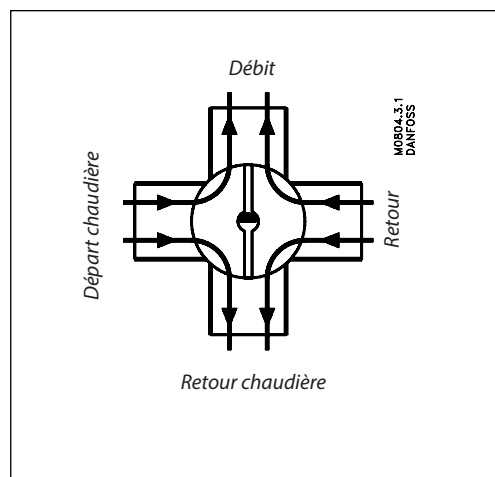 Débit
M0804.3.1
DANFOSS
Départ chaudière
Retour
Retour chaudière